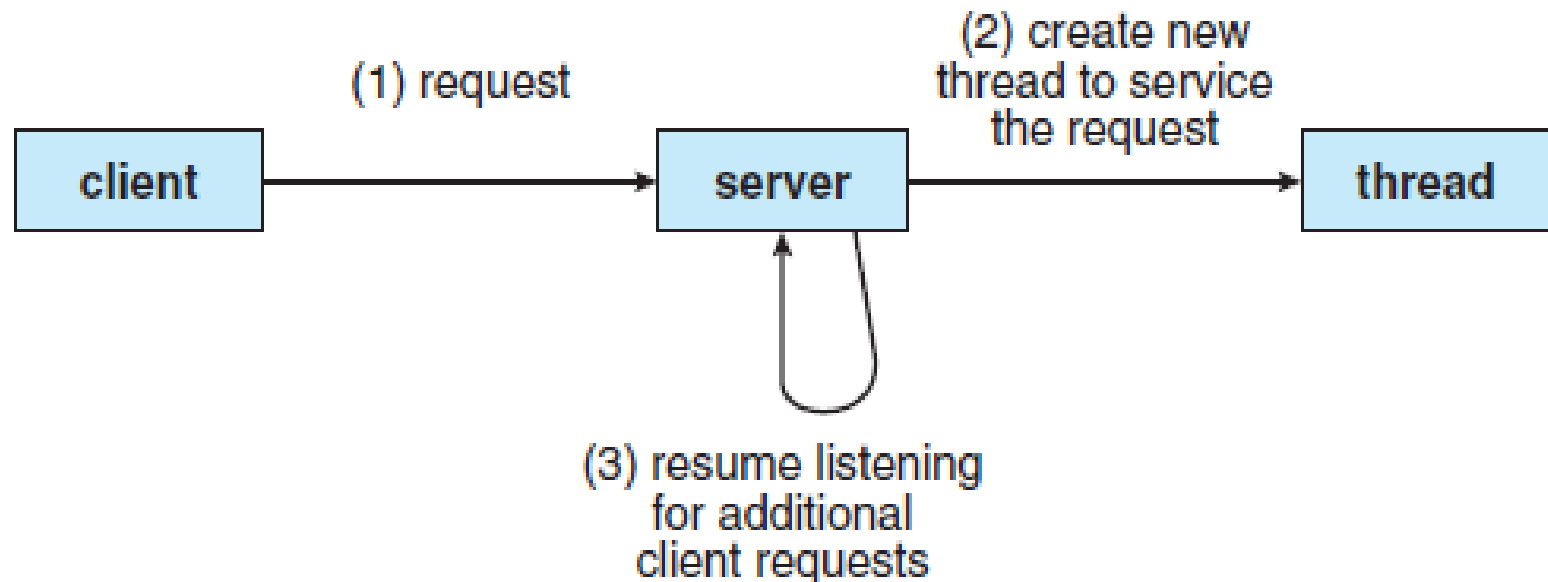 (1) request
(2) create new
thread to service
the request
client
server
thread
(3) resume listening
for additional
client requests